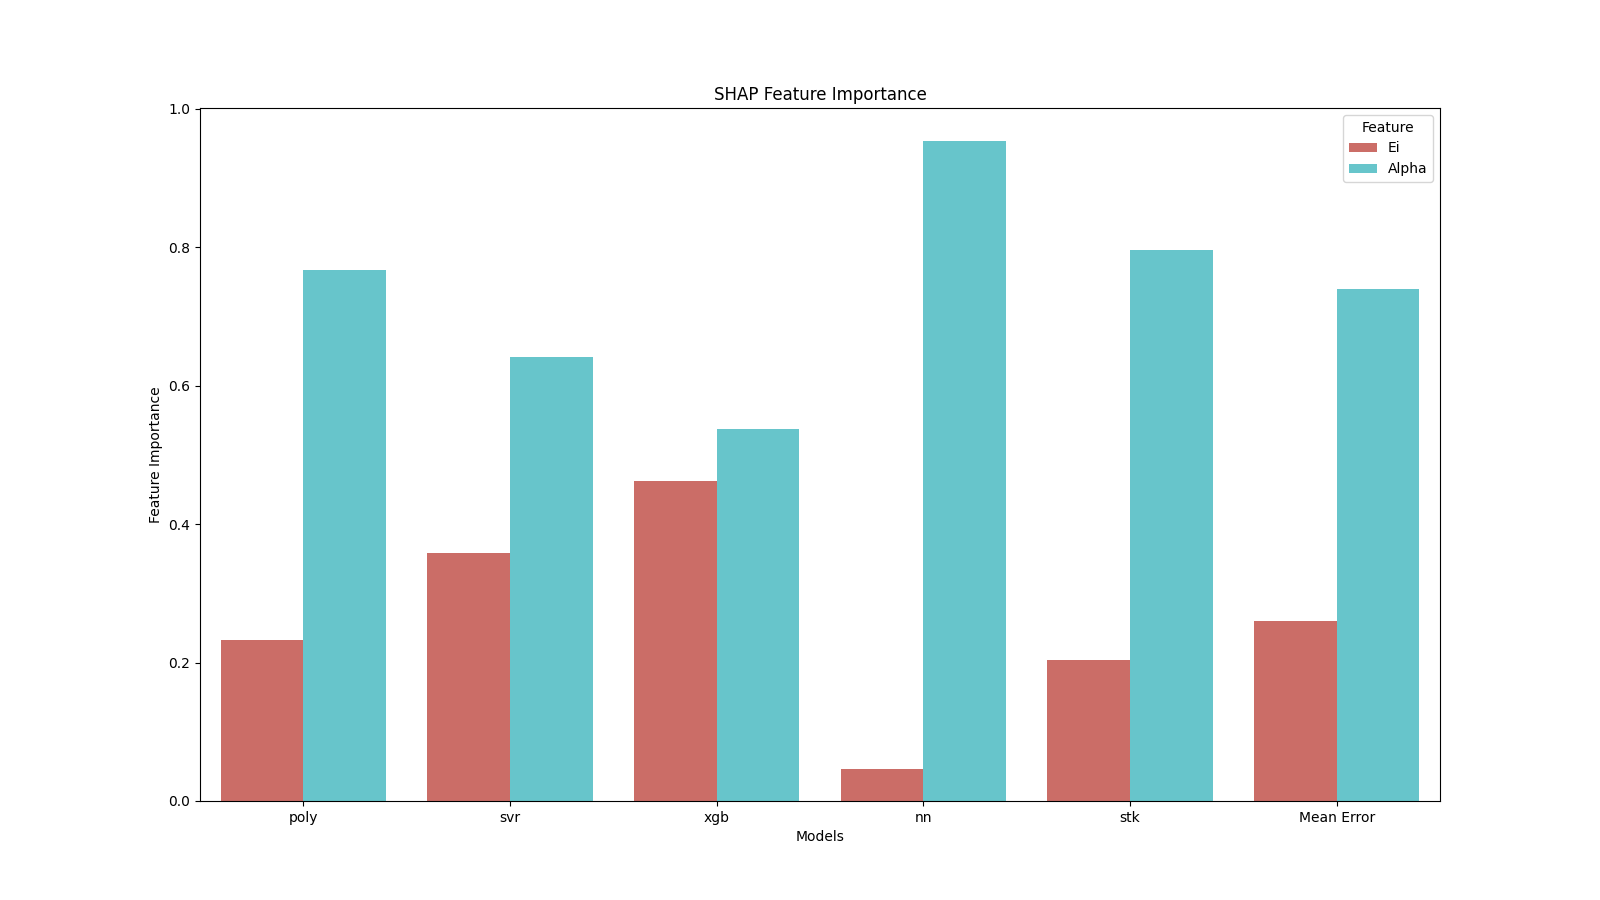 SHAP Feature Importance
Feature
Ei
Alpha
Feature Importance
1.0
0.8
0.6
0.4
0.2
0.0
poly svr xgb nn stk Mean Error
Models